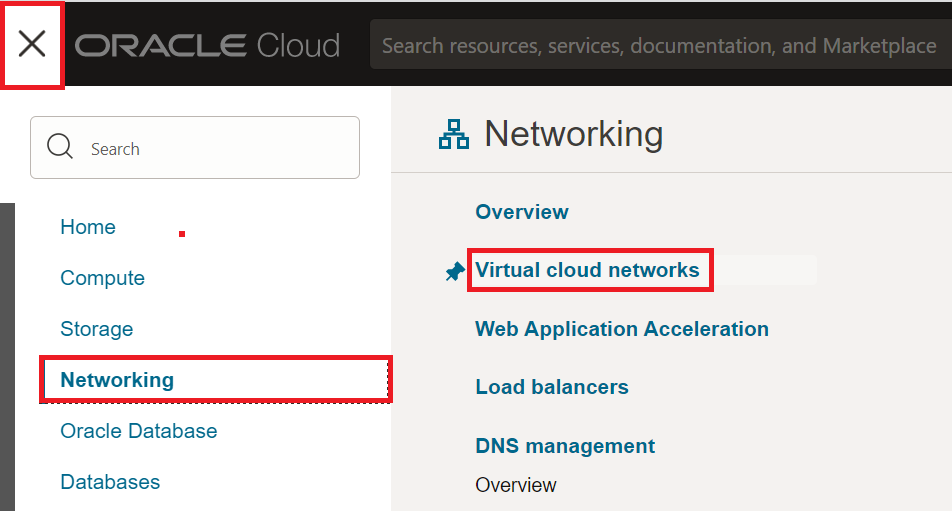 ORACLE Cloud
Search resources, services, documentation, and Marketplace
Search
Home
Compute
Storage
Networking
Oracle Database
Databases
Networking
Overview
Virtual cloud networks
Web Application Acceleration
Load balancers
DNS management
Overview